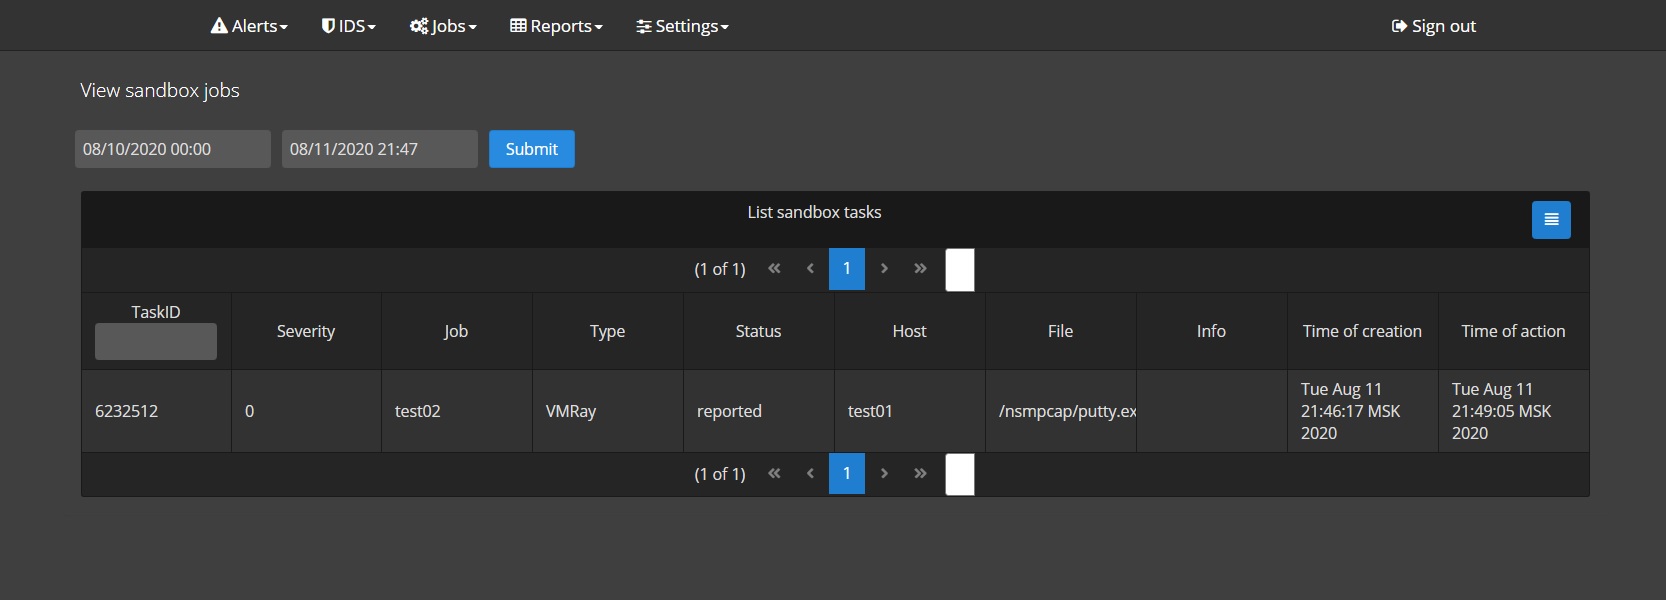 Alerts IDS Jobs Reports Settings Sign out
View sandbox jobs
08/10/2020 00:00 08/11/2020 21:47 Submit
List sandbox tasks
(1 of 1) « ‹ 1 › »
TaskID Severity Job Type Status Host File Info Time of creation Time of action
6232512 0 test02 VMRay reported test01 /nsmpcap/putty.ex Tue Aug 11 Tue Aug 11
21:46:17 MSK 21:49:05 MSK
2020 2020
(1 of 1) « ‹ 1 › »